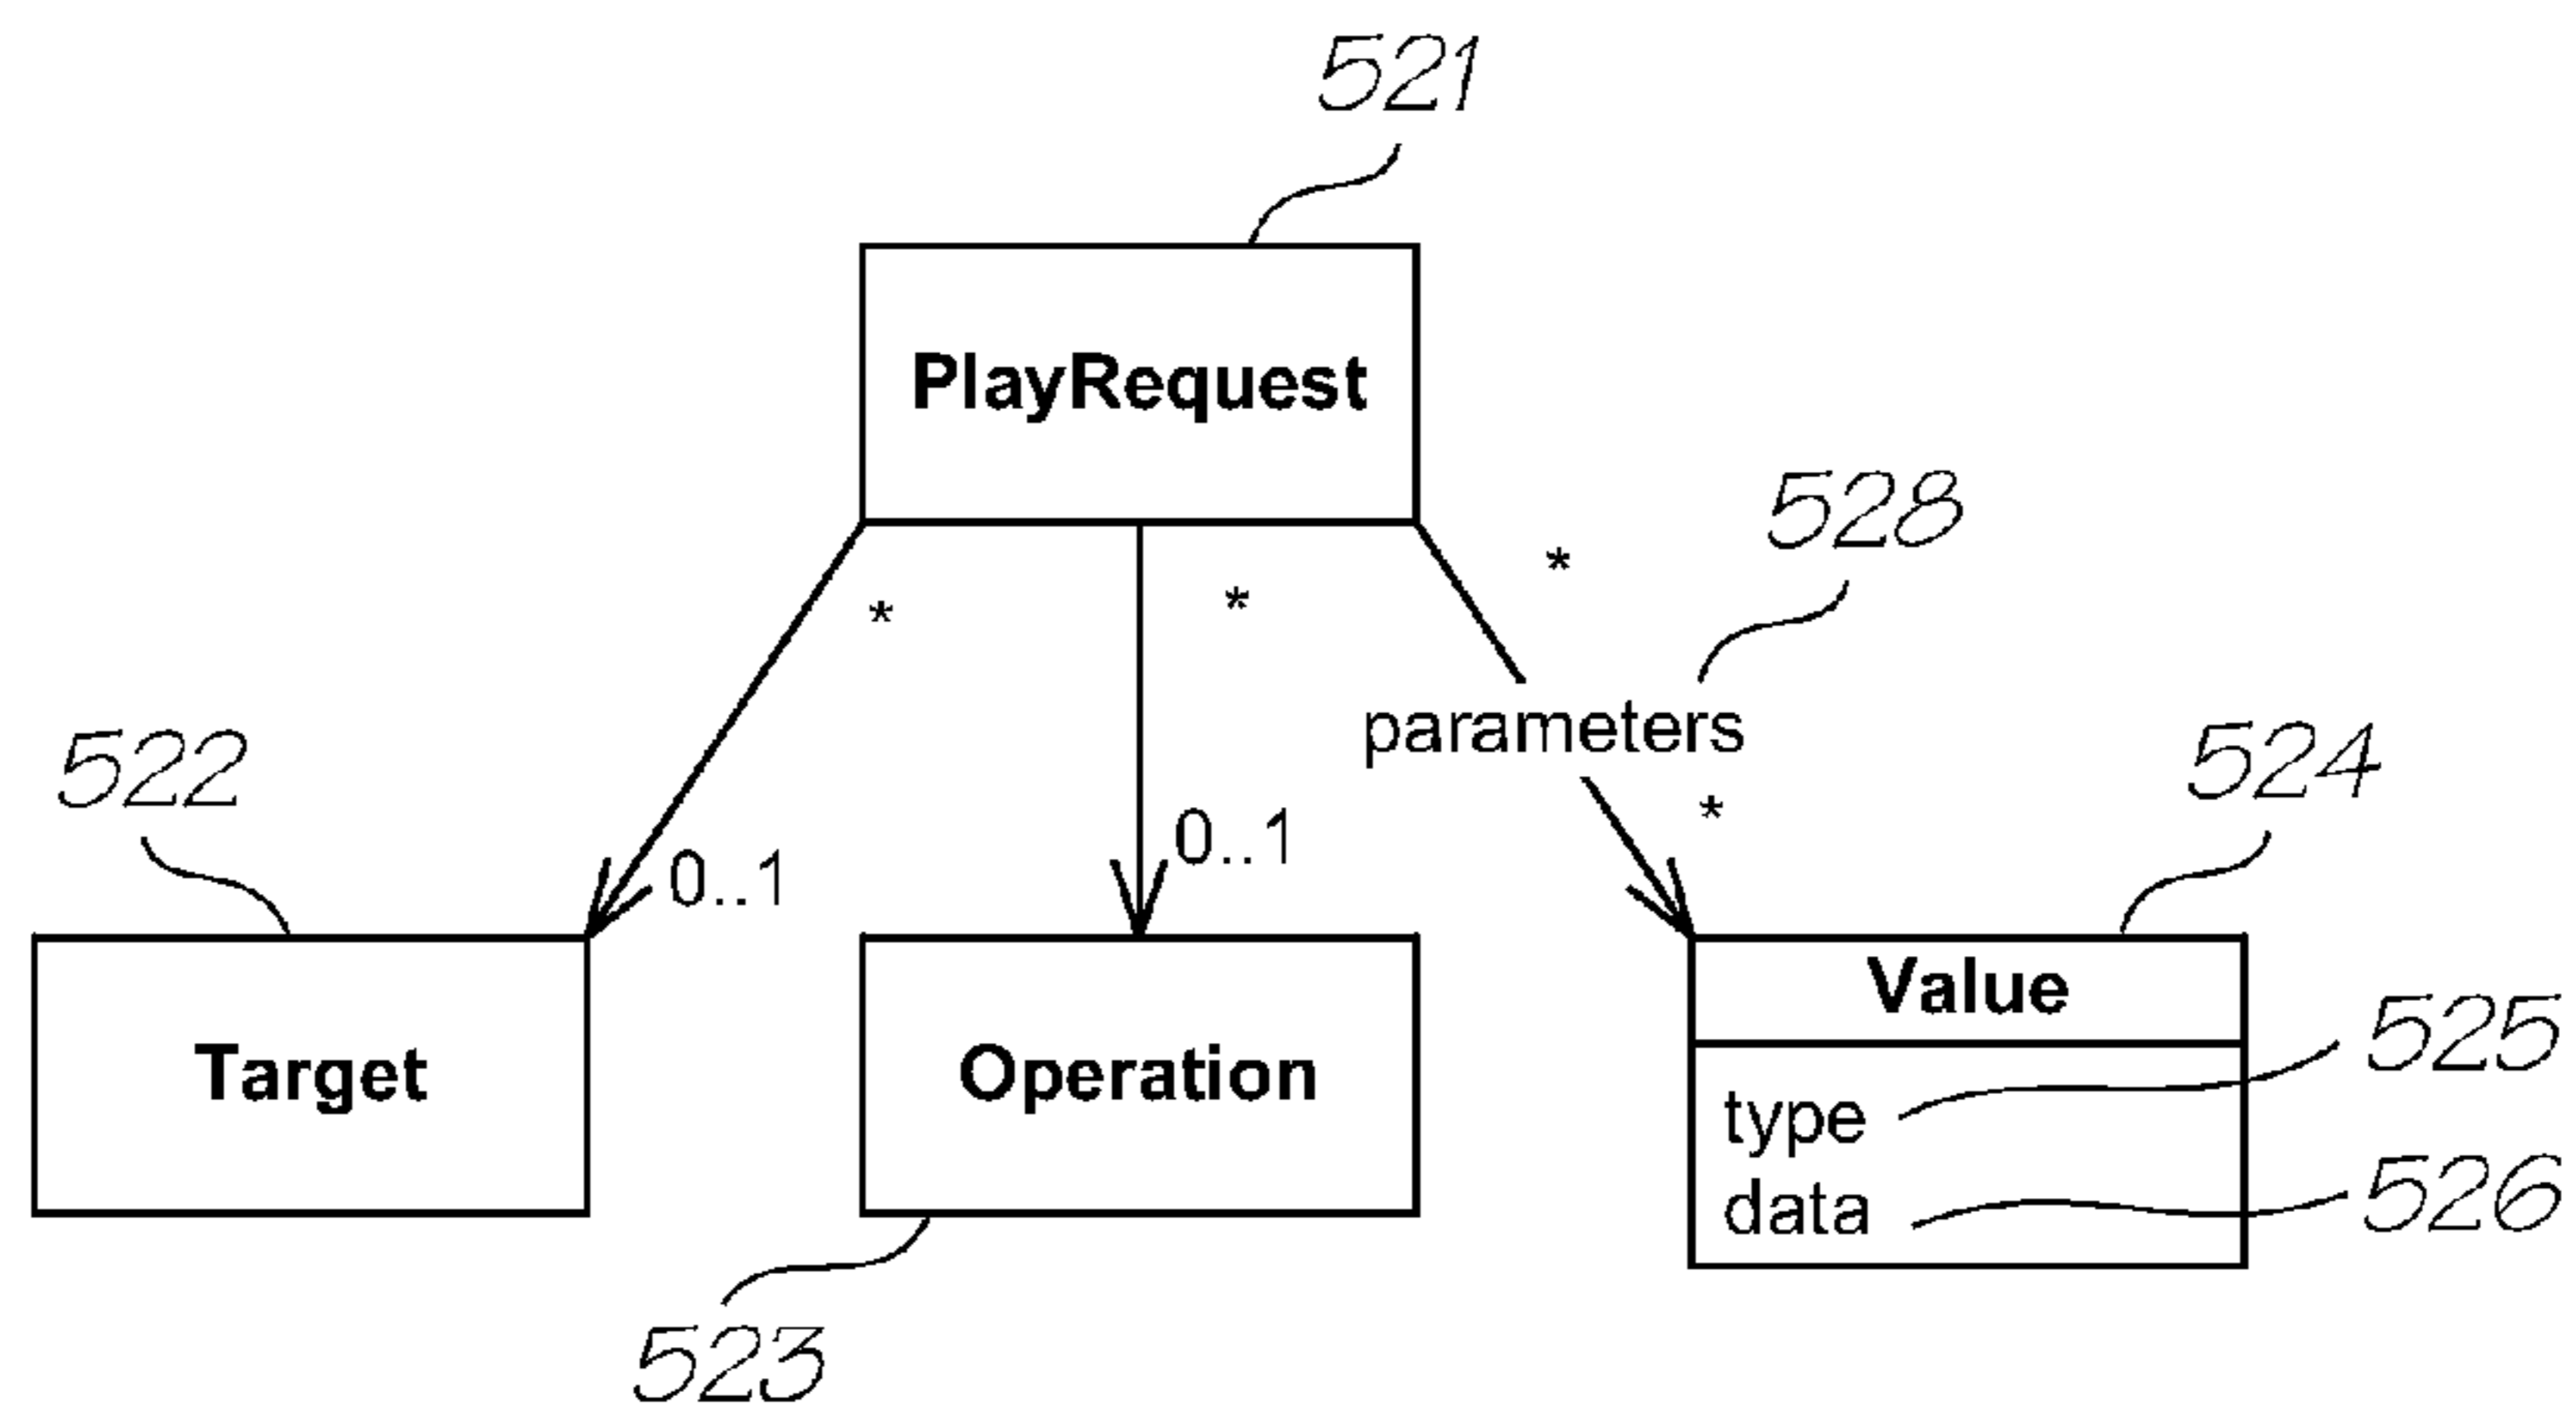 521
PlayRequest
528
* * *
parameters
522
524
0..1 0..1 *
Target
Operation
Value
type 525
data 526
523